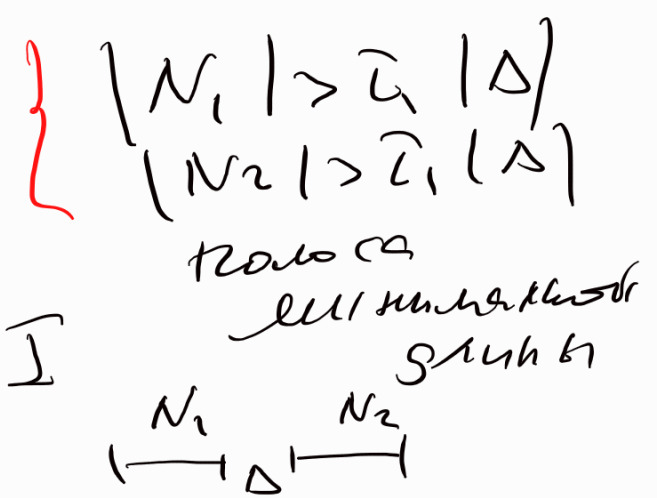 |N₁| > τ₁ |Δ|
|N₂| > τ₁ |Δ|
полоса
минимальной
длины
I
N₁ N₂
Δ